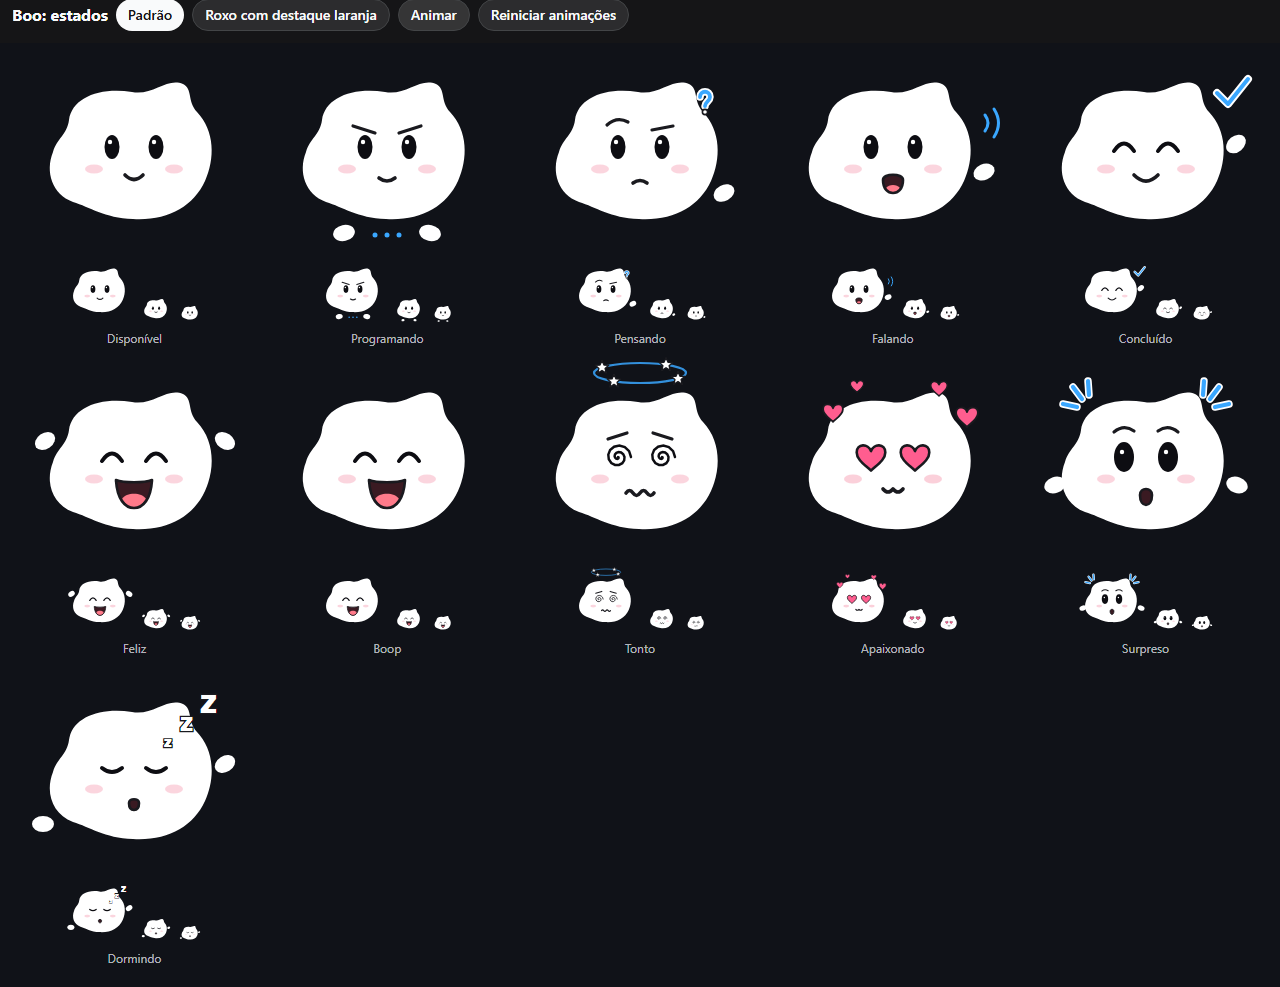 Boo: estados
Padrão
Roxo com destaque laranja
Animar
Reiniciar animações
?
Disponível
Programando
Pensando
Falando
Concluído
Feliz
Boop
Tonto
Apaixonado
Surpreso
z z z
Dormindo